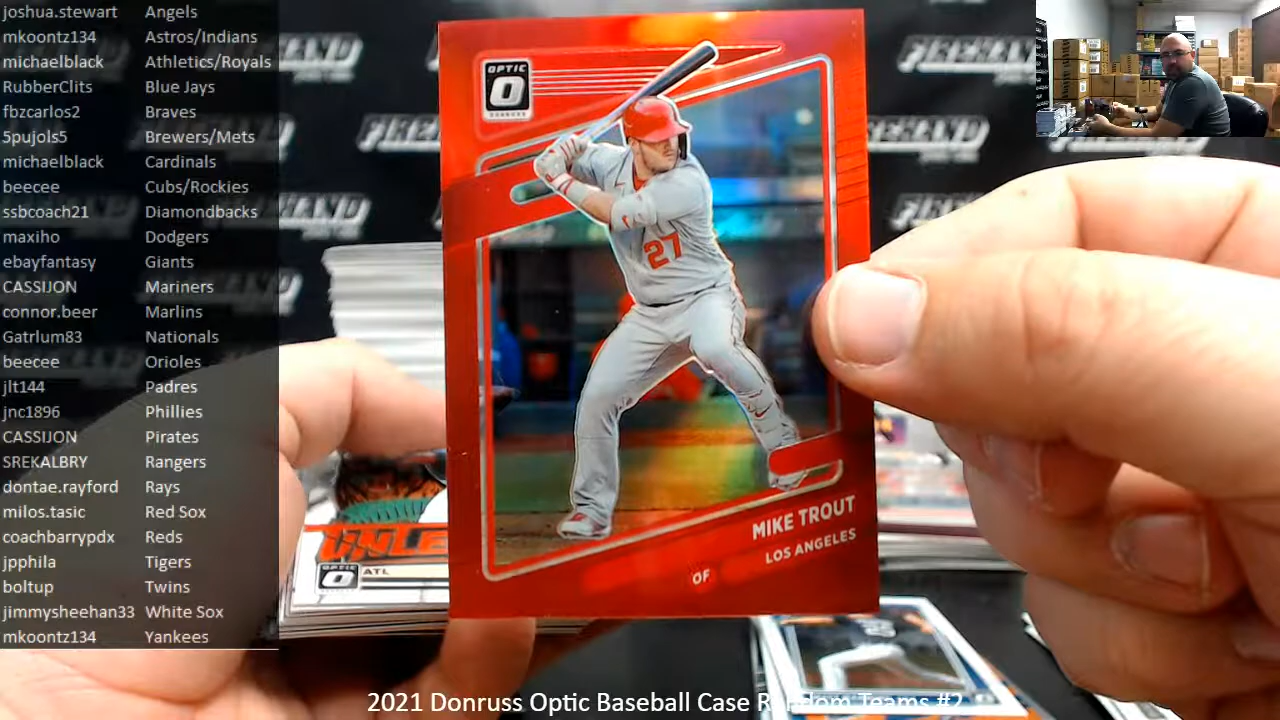 joshua.stewart Angels
mkoontz134 Astros/Indians
michaelblack Athletics/Royals
RubberClits Blue Jays
fbzcarlos2 Braves
5pujols5 Brewers/Mets
michaelblack Cardinals
beecee Cubs/Rockies
ssbcoach21 Diamondbacks
maxiho Dodgers
ebayfantasy Giants
CASSIJON Mariners
connor.beer Marlins
Gatrlum83 Nationals
beecee Orioles
jlt144 Padres
jnc1896 Phillies
CASSIJON Pirates
SREKALBRY Rangers
dontae.rayford Rays
milos.tasic Red Sox
coachbarrypdx Reds
jpphila Tigers
boltup Twins
jimmysheehan33 White Sox
mkoontz134 Yankees
OPTIC
O
DONRUSS
27
MIKE TROUT
LOS ANGELES
OF
FIREHAND
UNLE
O
ATL
2021 Donruss Optic Baseball Case Random Teams #2